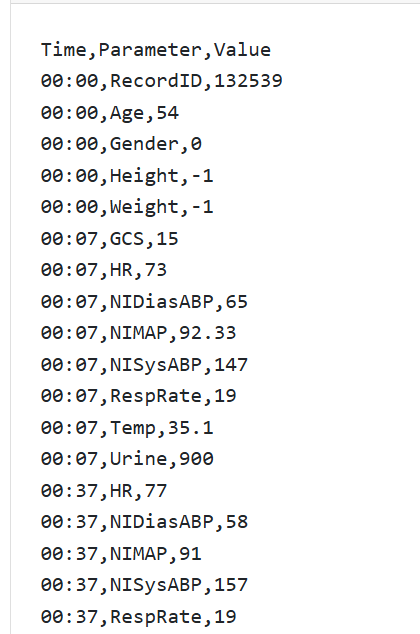 Time,Parameter,Value
00:00,RecordID,132539
00:00,Age,54
00:00,Gender,0
00:00,Height,-1
00:00,Weight,-1
00:07,GCS,15
00:07,HR,73
00:07,NIDiasABP,65
00:07,NIMAP,92.33
00:07,NISysABP,147
00:07,RespRate,19
00:07,Temp,35.1
00:07,Urine,900
00:37,HR,77
00:37,NIDiasABP,58
00:37,NIMAP,91
00:37,NISysABP,157
00:37,RespRate,19